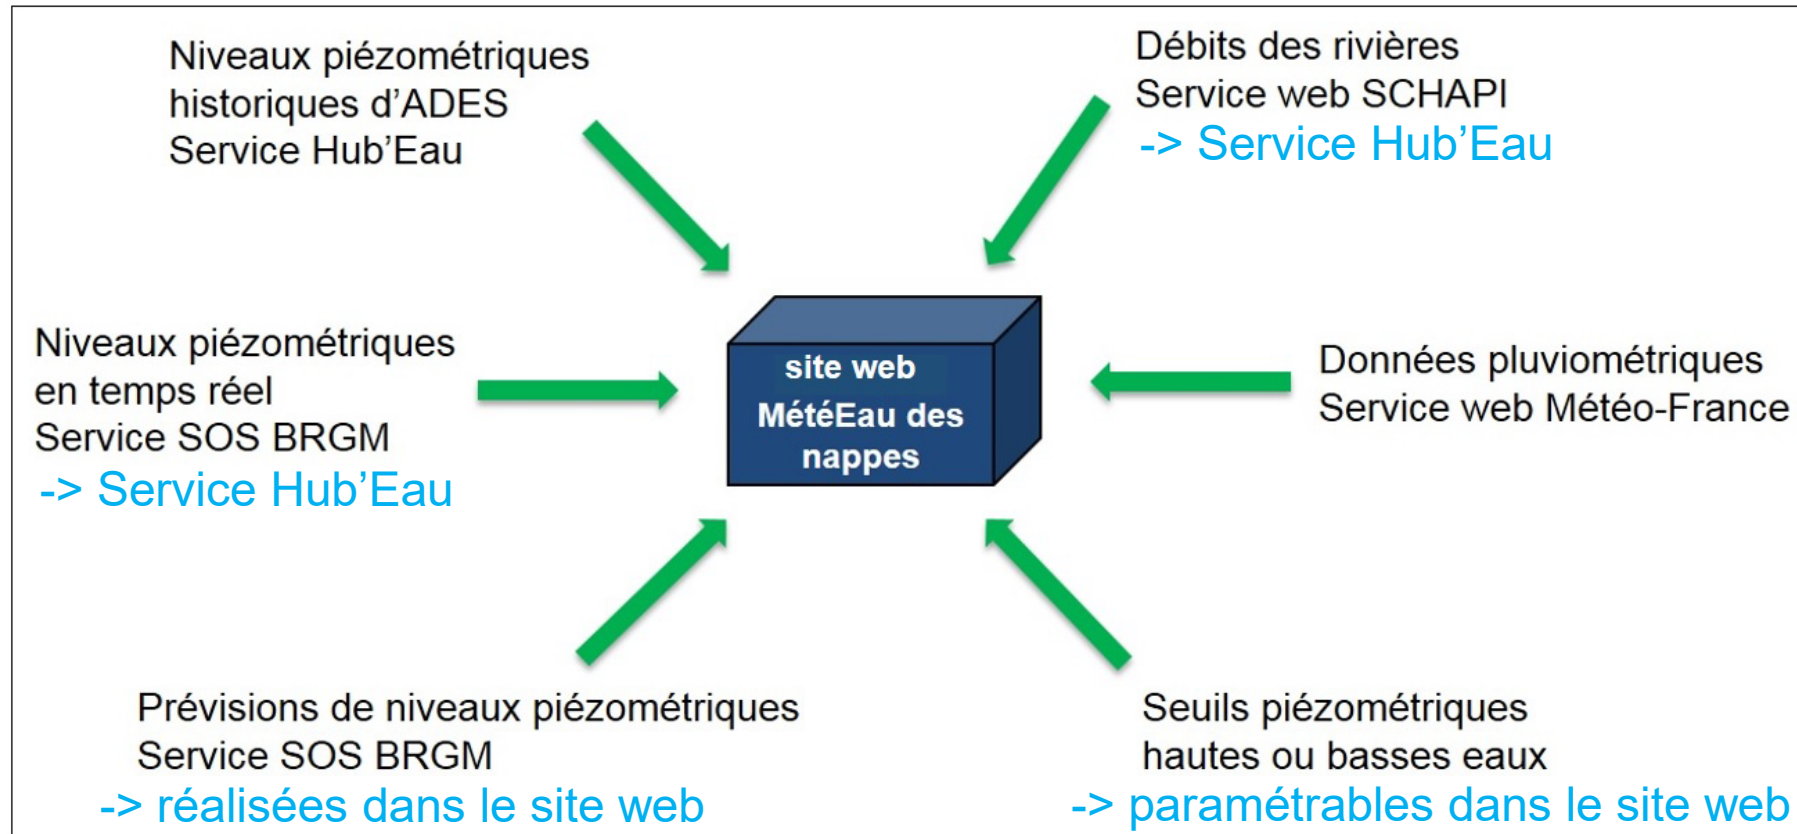 Niveaux piézométriques
historiques d’ADES
Service Hub’Eau
Débits des rivières
Service web SCHAPI
-> Service Hub’Eau
Niveaux piézométriques
en temps réel
Service SOS BRGM
-> Service Hub’Eau
site web
MétéEau des
nappes
Données pluviométriques
Service web Météo-France
Prévisions de niveaux piézométriques
Service SOS BRGM
-> réalisées dans le site web
Seuils piézométriques
hautes ou basses eaux
-> paramétrables dans le site web